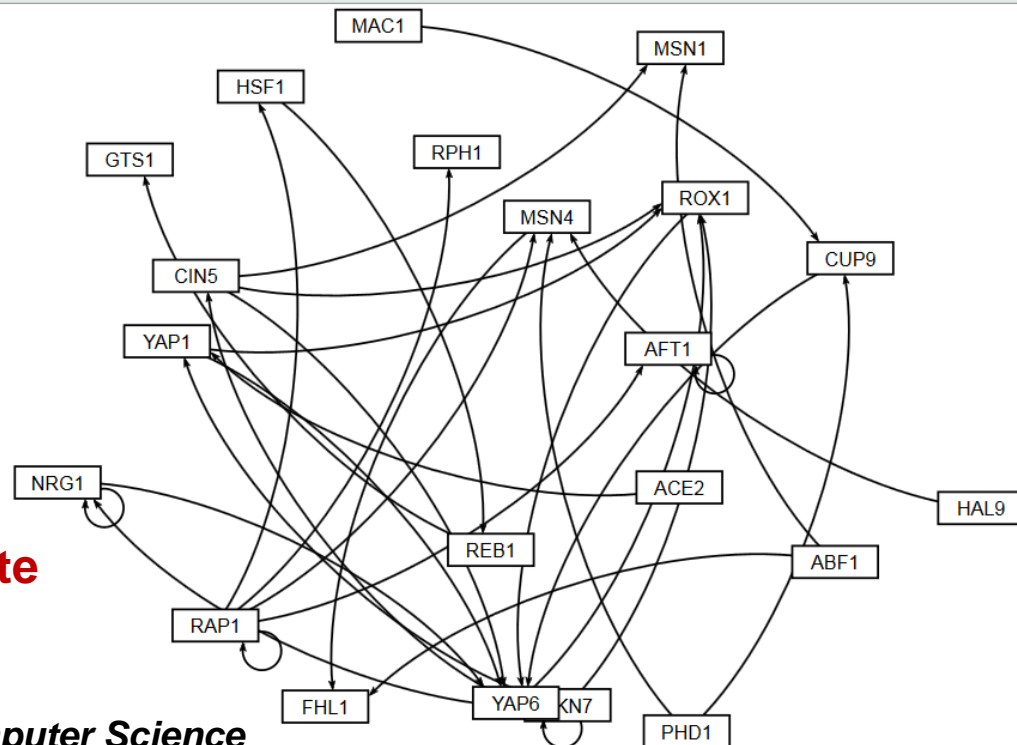 MAC1
MSN1
HSF1
RPH1
GTS1
ROX1
MSN4
CUP9
CIN5
YAP1
AFT1
NRG1
ACE2
HAL9
REB1
ABF1
te
RAP1
FHL1
YAP6
KN7
PHD1
mputer Science